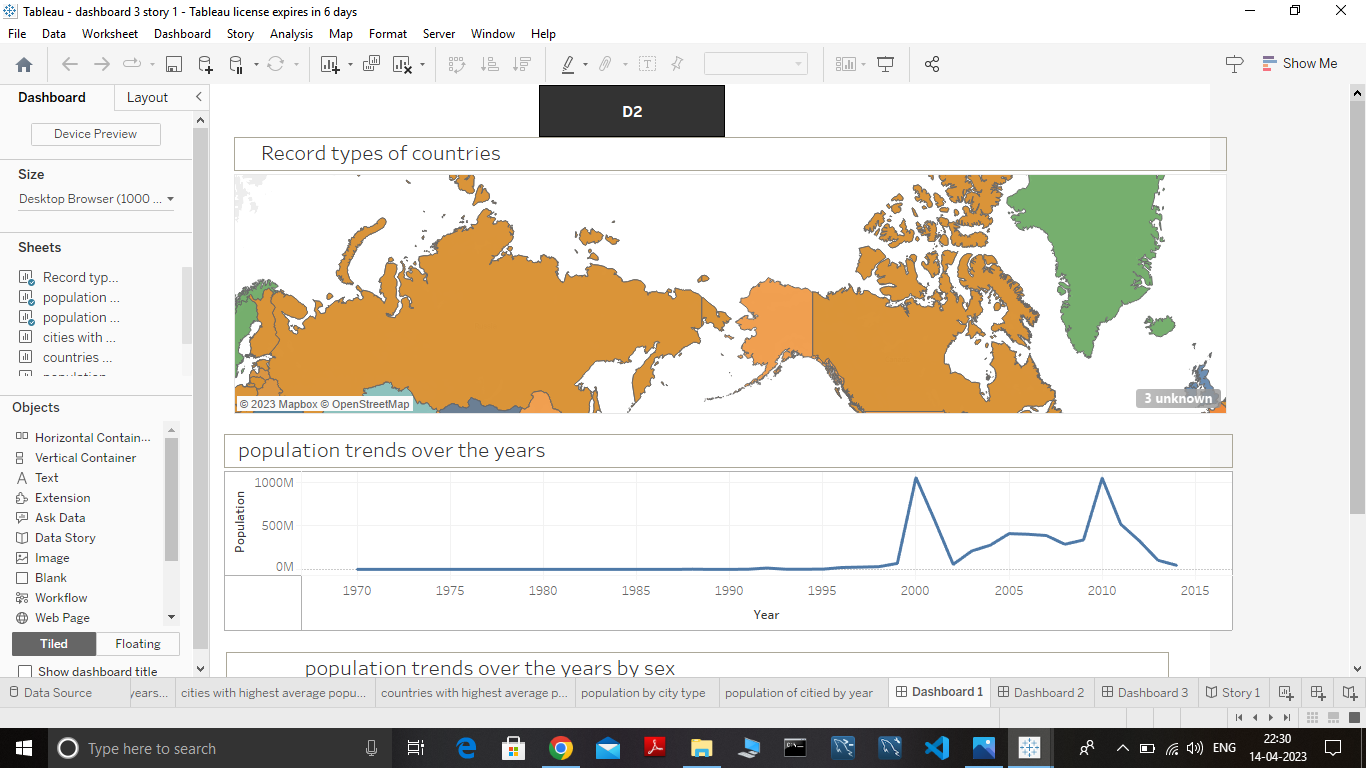 Tableau - dashboard 3 story 1 - Tableau license expires in 6 days
File Data Worksheet Dashboard Story Analysis Map Format Server Window Help
Show Me
Dashboard Layout
Device Preview
Size
Desktop Browser (1000 ...
Sheets
Record typ...
population ...
population ...
cities with ...
countries ...
Objects
Horizontal Contain...
Vertical Container
Text
Extension
Ask Data
Data Story
Image
Blank
Workflow
Web Page
Tiled Floating
Show dashboard title
D2
Record types of countries
© 2023 Mapbox © OpenStreetMap
3 unknown
population trends over the years
Population
1000M
500M
0M
1970 1975 1980 1985 1990 1995 2000 2005 2010 2015
Year
population trends over the years by sex
Data Source years... cities with highest average popu... countries with highest average p... population by city type population of citied by year Dashboard 1 Dashboard 2 Dashboard 3 Story 1
Type here to search
ENG
22:30
14-04-2023